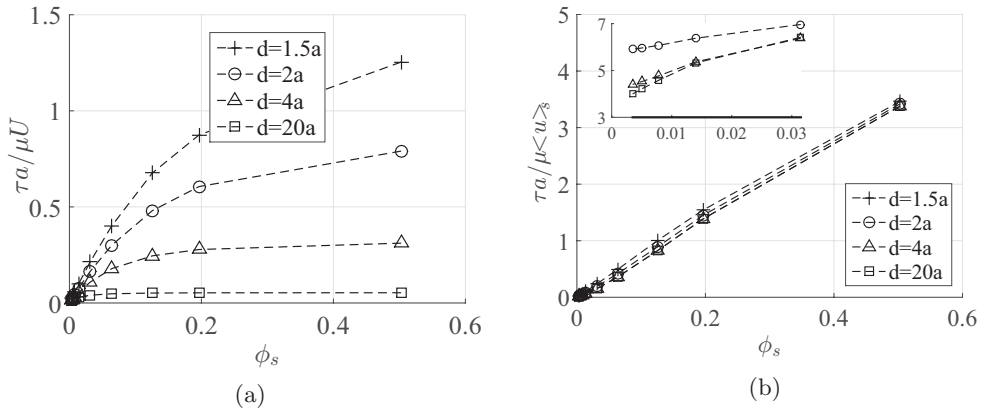 1.5
1
0.5
0
τa/μU
0 0.2 0.4 0.6
ϕs
d=1.5a
d=2a
d=4a
d=20a
(a)
5
4
3
2
1
0
τa/μ<u>s
0 0.2 0.4 0.6
ϕs
7
5
3
0 0.01 0.02 0.03
d=1.5a
d=2a
d=4a
d=20a
(b)